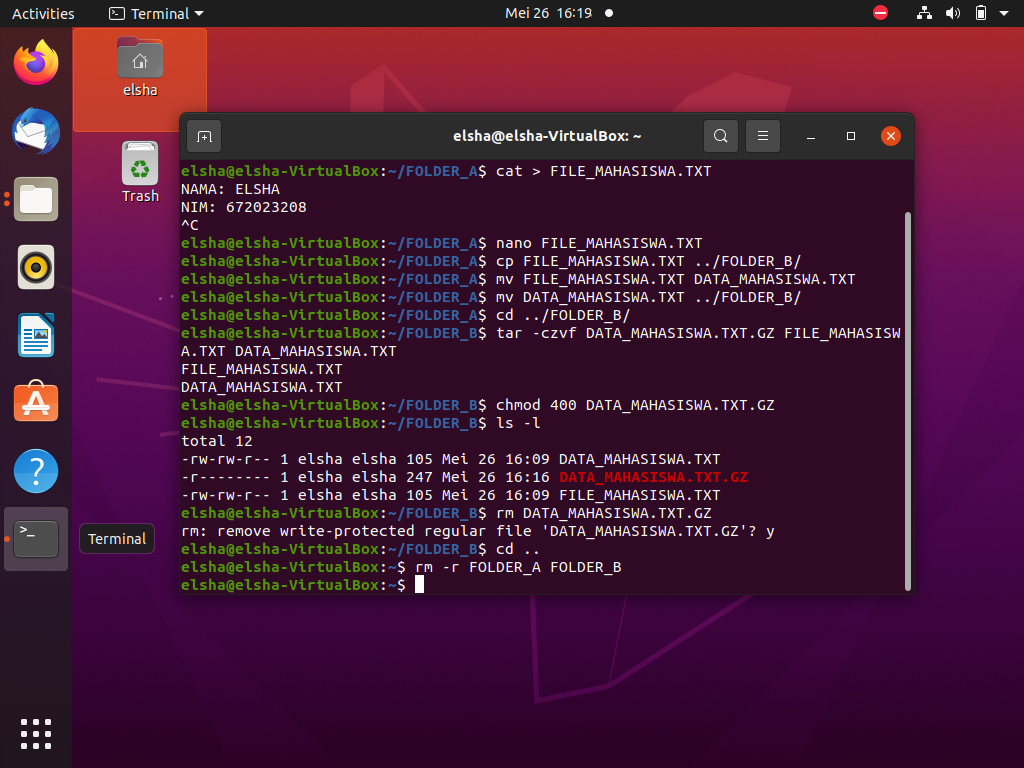 Activities
Terminal
Mei 26 16:19
elsha
Trash
elsha@elsha-VirtualBox: ~
elsha@elsha-VirtualBox:~/FOLDER_A$ cat > FILE_MAHASISWA.TXT
NAMA: ELSHA
NIM: 672023208
^C
elsha@elsha-VirtualBox:~/FOLDER_A$ nano FILE_MAHASISWA.TXT
elsha@elsha-VirtualBox:~/FOLDER_A$ cp FILE_MAHASISWA.TXT ../FOLDER_B/
elsha@elsha-VirtualBox:~/FOLDER_A$ mv FILE_MAHASISWA.TXT DATA_MAHASISWA.TXT
elsha@elsha-VirtualBox:~/FOLDER_A$ mv DATA_MAHASISWA.TXT ../FOLDER_B/
elsha@elsha-VirtualBox:~/FOLDER_A$ cd ../FOLDER_B/
elsha@elsha-VirtualBox:~/FOLDER_B$ tar -czvf DATA_MAHASISWA.TXT.GZ FILE_MAHASISW
A.TXT DATA_MAHASISWA.TXT
FILE_MAHASISWA.TXT
DATA_MAHASISWA.TXT
elsha@elsha-VirtualBox:~/FOLDER_B$ chmod 400 DATA_MAHASISWA.TXT.GZ
elsha@elsha-VirtualBox:~/FOLDER_B$ ls -l
total 12
-rw-rw-r-- 1 elsha elsha 105 Mei 26 16:09 DATA_MAHASISWA.TXT
-r-------- 1 elsha elsha 247 Mei 26 16:16 DATA_MAHASISWA.TXT.GZ
-rw-rw-r-- 1 elsha elsha 105 Mei 26 16:09 FILE_MAHASISWA.TXT
elsha@elsha-VirtualBox:~/FOLDER_B$ rm DATA_MAHASISWA.TXT.GZ
rm: remove write-protected regular file 'DATA_MAHASISWA.TXT.GZ'? y
elsha@elsha-VirtualBox:~/FOLDER_B$ cd ..
elsha@elsha-VirtualBox:~$ rm -r FOLDER_A FOLDER_B
elsha@elsha-VirtualBox:~$
Terminal